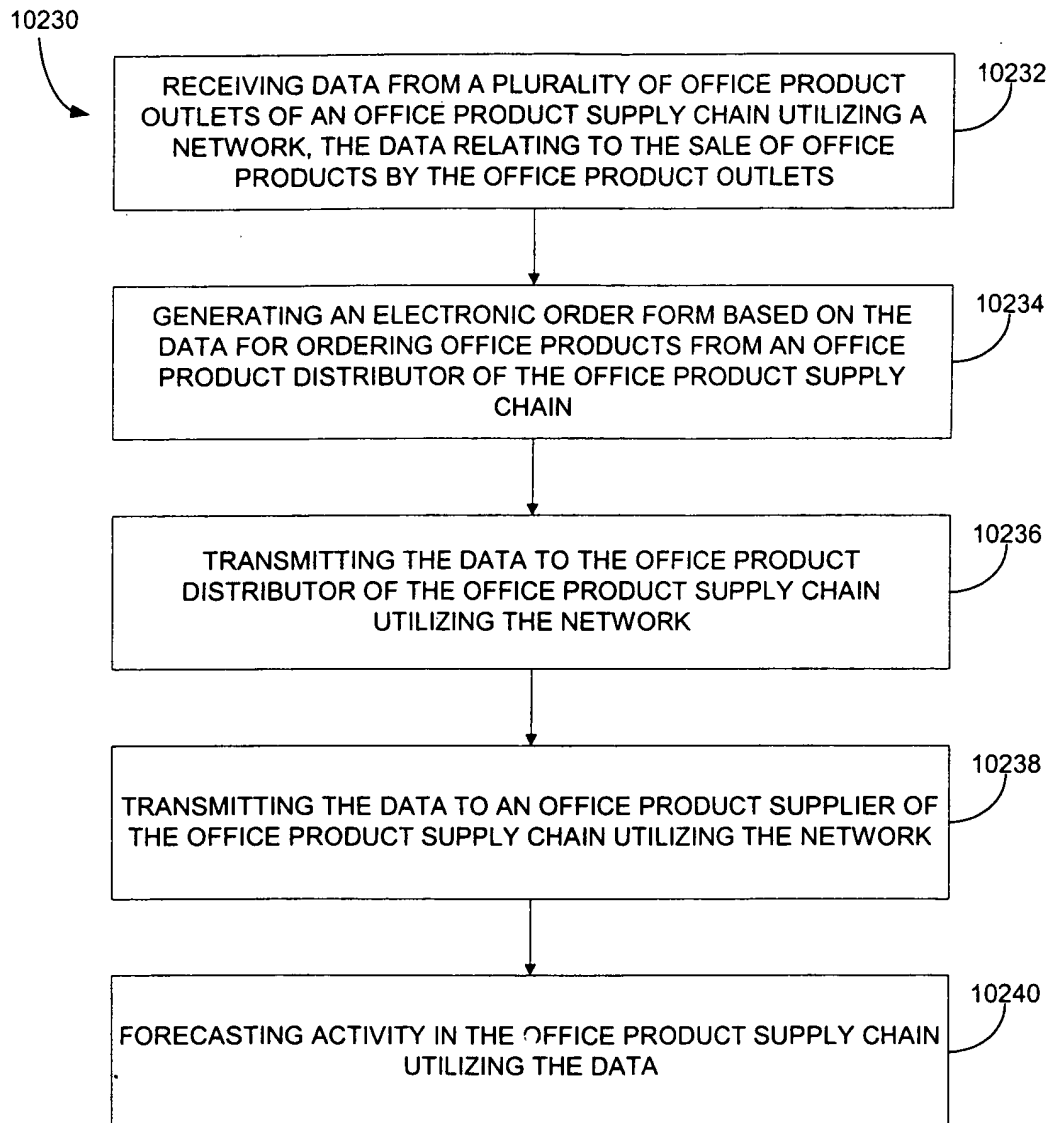 10230
RECEIVING DATA FROM A PLURALITY OF OFFICE PRODUCT
OUTLETS OF AN OFFICE PRODUCT SUPPLY CHAIN UTILIZING A
NETWORK, THE DATA RELATING TO THE SALE OF OFFICE
PRODUCTS BY THE OFFICE PRODUCT OUTLETS
10232
GENERATING AN ELECTRONIC ORDER FORM BASED ON THE
DATA FOR ORDERING OFFICE PRODUCTS FROM AN OFFICE
PRODUCT DISTRIBUTOR OF THE OFFICE PRODUCT SUPPLY
CHAIN
10234
TRANSMITTING THE DATA TO THE OFFICE PRODUCT
DISTRIBUTOR OF THE OFFICE PRODUCT SUPPLY CHAIN
UTILIZING THE NETWORK
10236
TRANSMITTING THE DATA TO AN OFFICE PRODUCT SUPPLIER OF
THE OFFICE PRODUCT SUPPLY CHAIN UTILIZING THE NETWORK
10238
FORECASTING ACTIVITY IN THE OFFICE PRODUCT SUPPLY CHAIN
UTILIZING THE DATA
10240